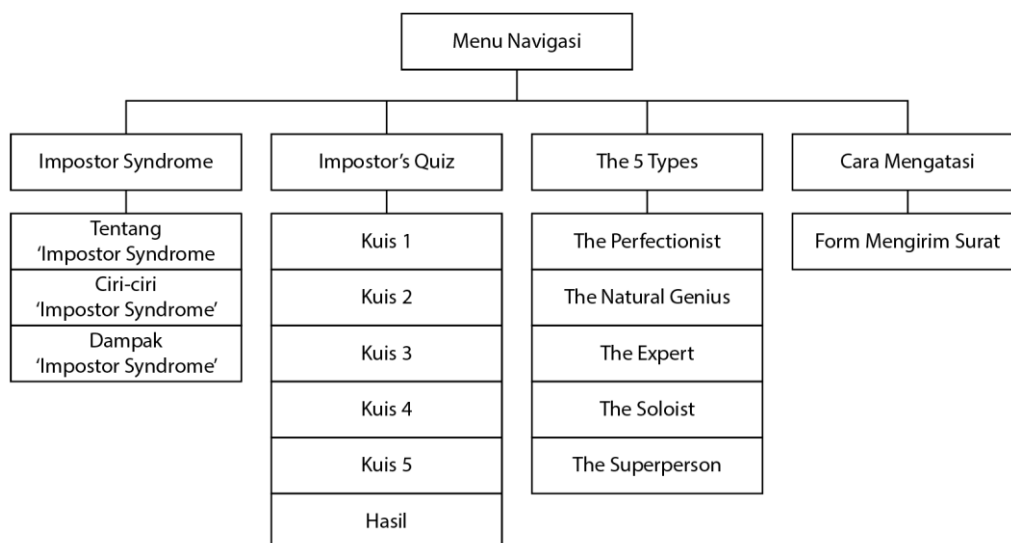 Menu Navigasi
Impostor Syndrome
Tentang
‘Impostor Syndrome
Ciri-ciri
‘Impostor Syndrome’
Dampak
‘Impostor Syndrome’
Impostor’s Quiz
Kuis 1
Kuis 2
Kuis 3
Kuis 4
Kuis 5
Hasil
The 5 Types
The Perfectionist
The Natural Genius
The Expert
The Soloist
The Superperson
Cara Mengatasi
Form Mengirim Surat